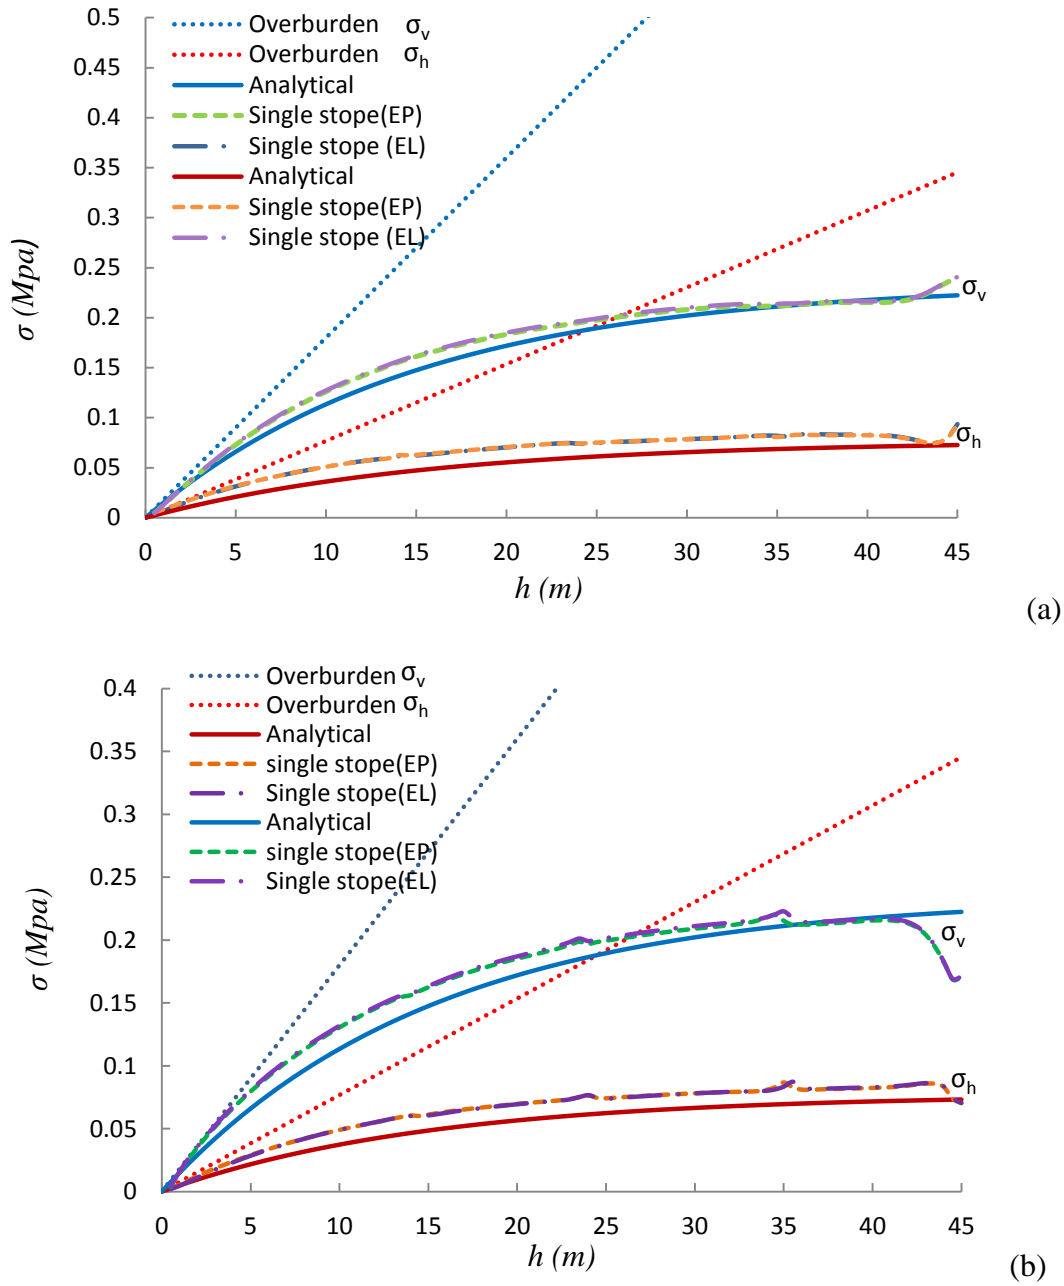 0.5
0.45
0.4
0.35
0.3
0.25
0.2
0.15
0.1
0.05
0
σ (Mpa)
Overburden σv
Overburden σh
Analytical
Single stope(EP)
Single stope (EL)
Analytical
Single stope(EP)
Single stope (EL)
σv
σh
0 5 10 15 20 25 30 35 40 45
h (m)
(a)
Overburden σv
Overburden σh
Analytical
single stope(EP)
Single stope(EL)
Analytical
single stope(EP)
Single stope(EL)
0.4
0.3
0.25
0.2
0.15
0.1
0.05
0
σ (Mpa)
σv
σh
0 5 10 15 20 25 30 35 40 45
h (m)
(b)